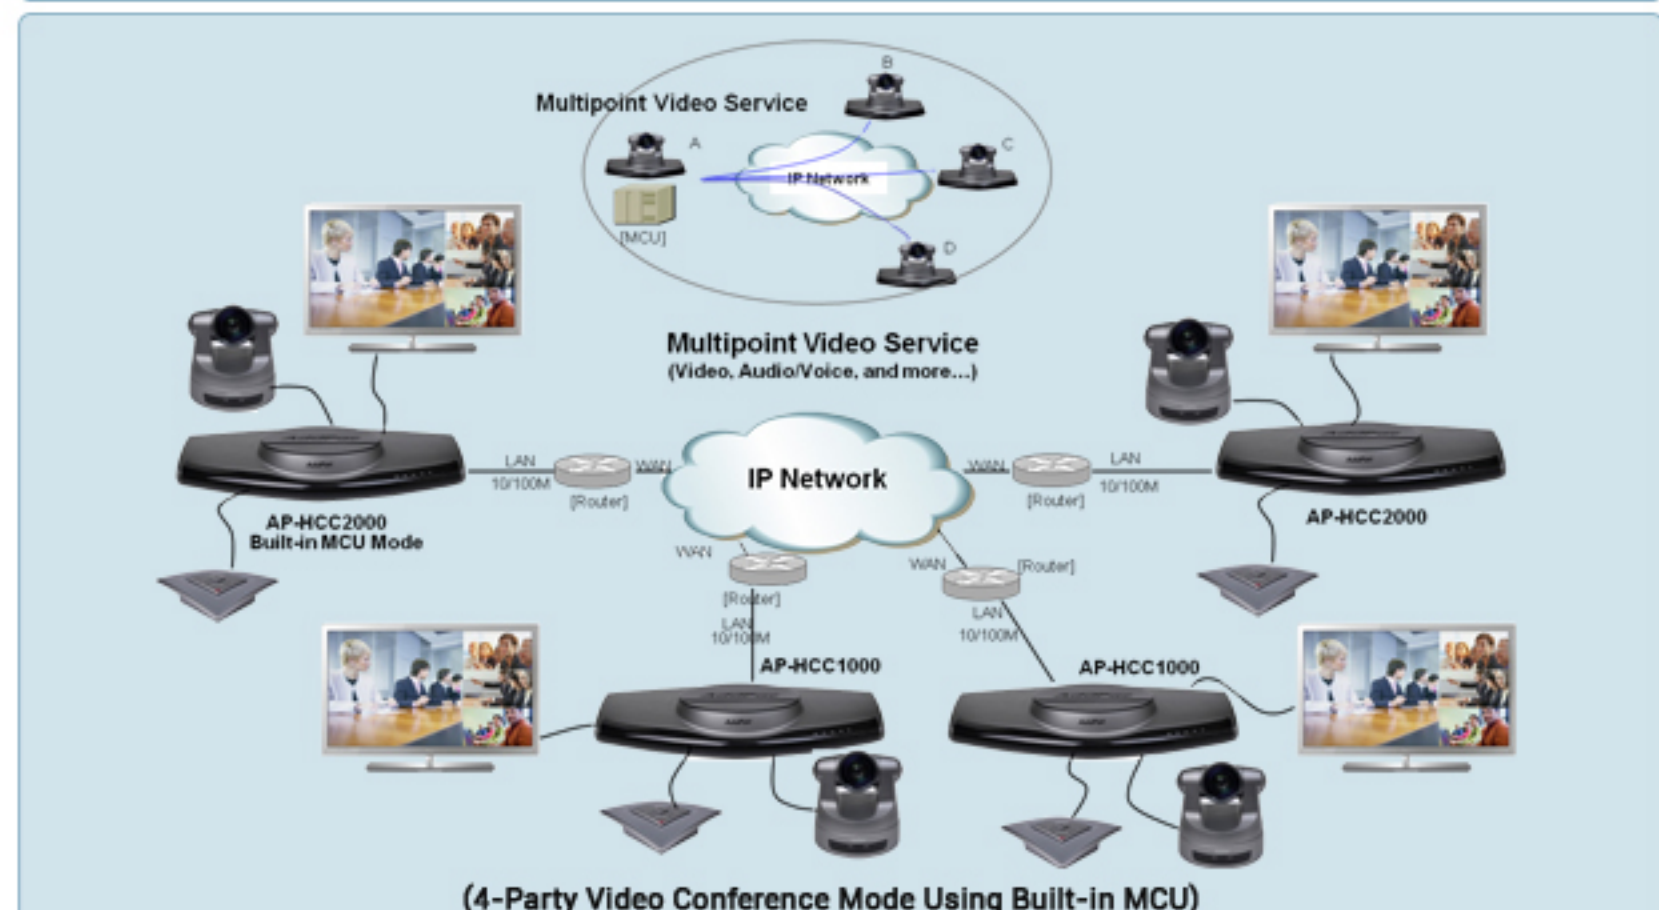 B
Multipoint Video Service
A
C
IP Network
[MCU]
D
Multipoint Video Service
(Video, Audio/Voice, and more...)
LAN
10/100M
[Router]
WAN
IP Network
WAN
[Router]
LAN
10/100M
AP-HCC2000
Built-in MCU Mode
AP-HCC2000
WAN
[Router]
LAN
10/100M
WAN
[Router]
LAN
10/100M
AP-HCC1000
AP-HCC1000
(4-Party Video Conference Mode Using Built-in MCU)